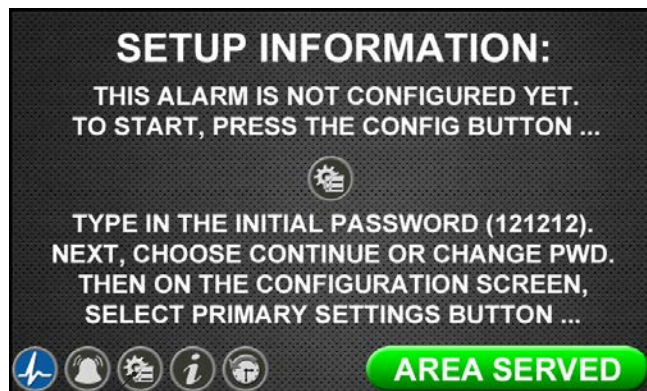 SETUP INFORMATION:
THIS ALARM IS NOT CONFIGURED YET.
TO START, PRESS THE CONFIG BUTTON ...
TYPE IN THE INITIAL PASSWORD (121212).
NEXT, CHOOSE CONTINUE OR CHANGE PWD.
THEN ON THE CONFIGURATION SCREEN,
SELECT PRIMARY SETTINGS BUTTON ...
i
AREA SERVED